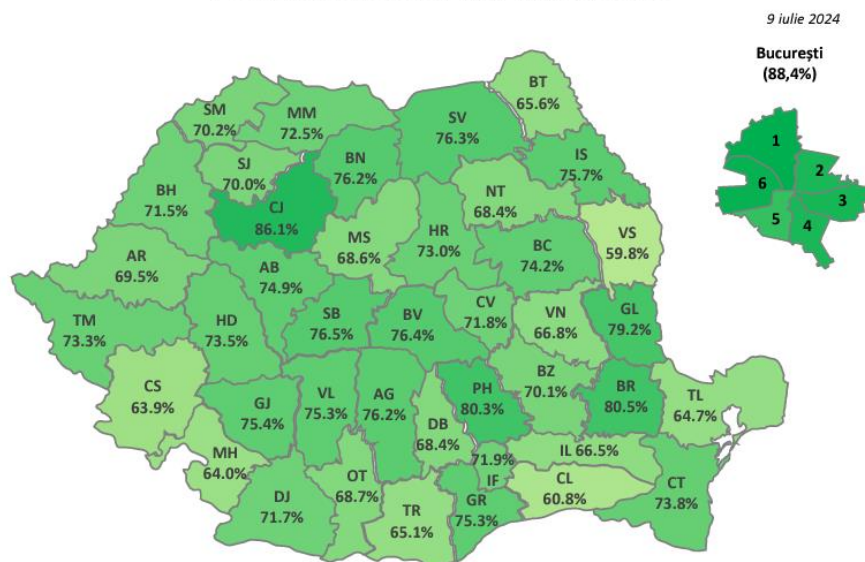 9 iulie 2024
București
(88,4%)
1
2
3
4
5
6
BT
65.6%
SM
70.2%
MM
72.5%
SV
76.3%
SJ
70.0%
BN
76.2%
IS
75.7%
BH
71.5%
CJ
86.1%
NT
68.4%
MS
68.6%
HR
73.0%
VS
59.8%
AR
69.5%
AB
74.9%
BC
74.2%
TM
73.3%
HD
73.5%
SB
76.5%
BV
76.4%
CV
71.8%
VN
66.8%
GL
79.2%
CS
63.9%
GJ
75.4%
VL
75.3%
AG
76.2%
PH
80.3%
BZ
70.1%
BR
80.5%
TL
64.7%
DB
68.4%
MH
64.0%
71.9%
IF
IL 66.5%
OT
68.7%
CL
60.8%
CT
73.8%
DJ
71.7%
TR
65.1%
GR
75.3%